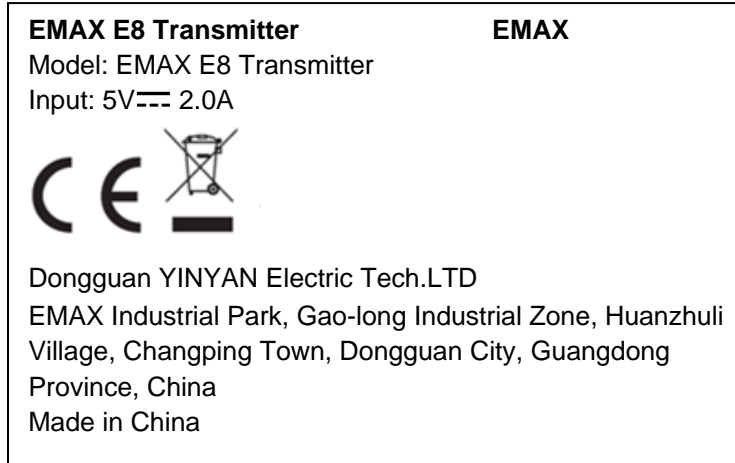 EMAX E8 Transmitter EMAX
Model: EMAX E8 Transmitter
Input: 5V⎓ 2.0A
CE
Dongguan YINYAN Electric Tech.LTD
EMAX Industrial Park, Gao-long Industrial Zone, Huanzhuli
Village, Changping Town, Dongguan City, Guangdong
Province, China
Made in China